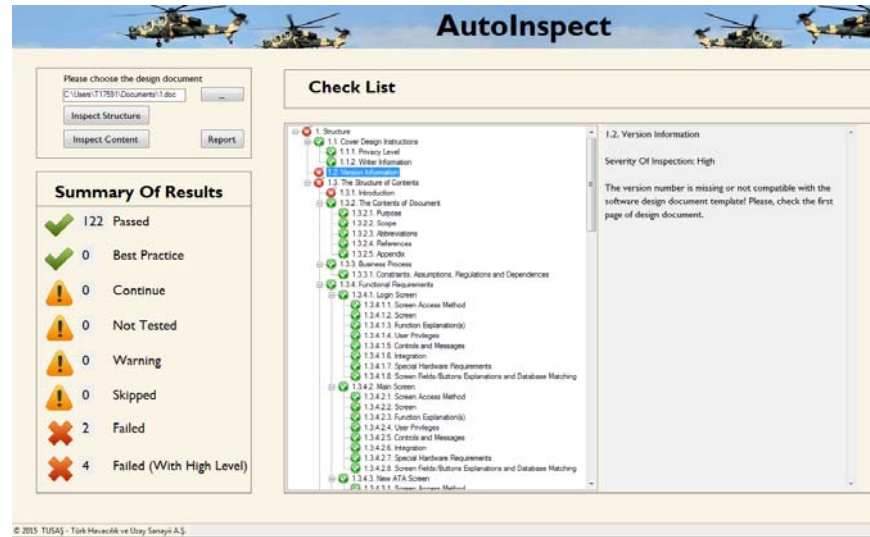 AutoInspect
Please choose the design document
C:\Users\T17591\Documents\1.doc
...
Inspect Structure
Inspect Content
Report
Summary Of Results
122 Passed
0 Best Practice
0 Continue
0 Not Tested
0 Warning
0 Skipped
2 Failed
4 Failed (With High Level)
Check List
1. Structure
1.1. Cover Design Instructions
1.1.1. Privacy Level
1.1.2. Writer Information
1.2. Version Information
1.3. The Structure of Contents
1.3.1. Introduction
1.3.2. The Contents of Document
1.3.2.1. Purpose
1.3.2.2. Scope
1.3.2.3. Abbreviations
1.3.2.4. References
1.3.2.5. Appendix
1.3.3. Business Process
1.3.3.1. Constraints, Assumptions, Regulations and Dependences
1.3.4. Functional Requirements
1.3.4.1. Login Screen
1.3.4.1.1. Screen Access Method
1.3.4.1.2. Screen
1.3.4.1.3. Function Explanation(s)
1.3.4.1.4. User Privileges
1.3.4.1.5. Controls and Messages
1.3.4.1.6. Integration
1.3.4.1.7. Special Hardware Requirements
1.3.4.1.8. Screen Fields/Buttons Explanations and Database Matching
1.3.4.2. Main Screen
1.3.4.2.1. Screen Access Method
1.3.4.2.2. Screen
1.3.4.2.3. Function Explanation(s)
1.3.4.2.4. User Privileges
1.3.4.2.5. Controls and Messages
1.3.4.2.6. Integration
1.3.4.2.7. Special Hardware Requirements
1.3.4.2.8. Screen Fields/Buttons Explanations and Database Matching
1.3.4.3. New ATA Screen
1.3.4.3.1. Screen Access Method
1.2. Version Information
Severity Of Inspection: High
The version number is missing or not compatible with the
software design document template! Please, check the first
page of design document.
© 2015 TUSAŞ - Türk Havacılık ve Uzay Sanayii A.Ş.